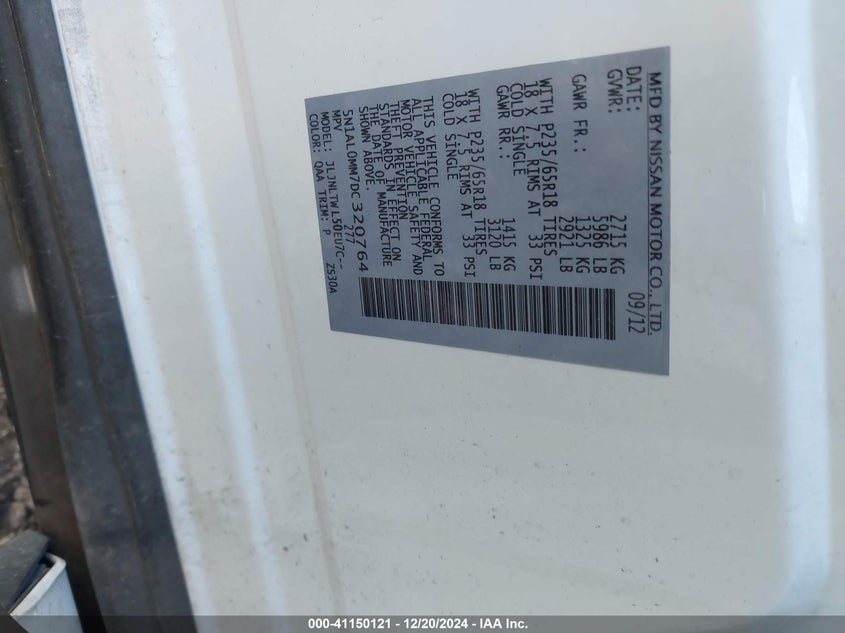 MFD BY NISSAN MOTOR CO., LTD.
DATE: 09/12
GVWR: 2715 KG
5986 LB
GAWR FR.: 1325 KG
2921 LB
WITH P235/65R18 TIRES
18 X 7.5 RIMS AT 33 PSI
COLD SINGLE
GAWR RR.: 1415 KG
3120 LB
WITH P235/65R18 TIRES
18 X 7.5 RIMS AT 33 PSI
COLD SINGLE
THIS VEHICLE CONFORMS TO
ALL APPLICABLE FEDERAL
MOTOR VEHICLE SAFETY AND
THEFT PREVENTION
STANDARDS IN EFFECT ON
THE DATE OF MANUFACTURE
SHOWN ABOVE.
5N1AL0MM7DC320764
MPV 277
MODEL: JLJNLTWL50EU7C--
COLOR: QAA TRIM: P ZS30A
000-41150121 - 12/20/2024 - IAA Inc.